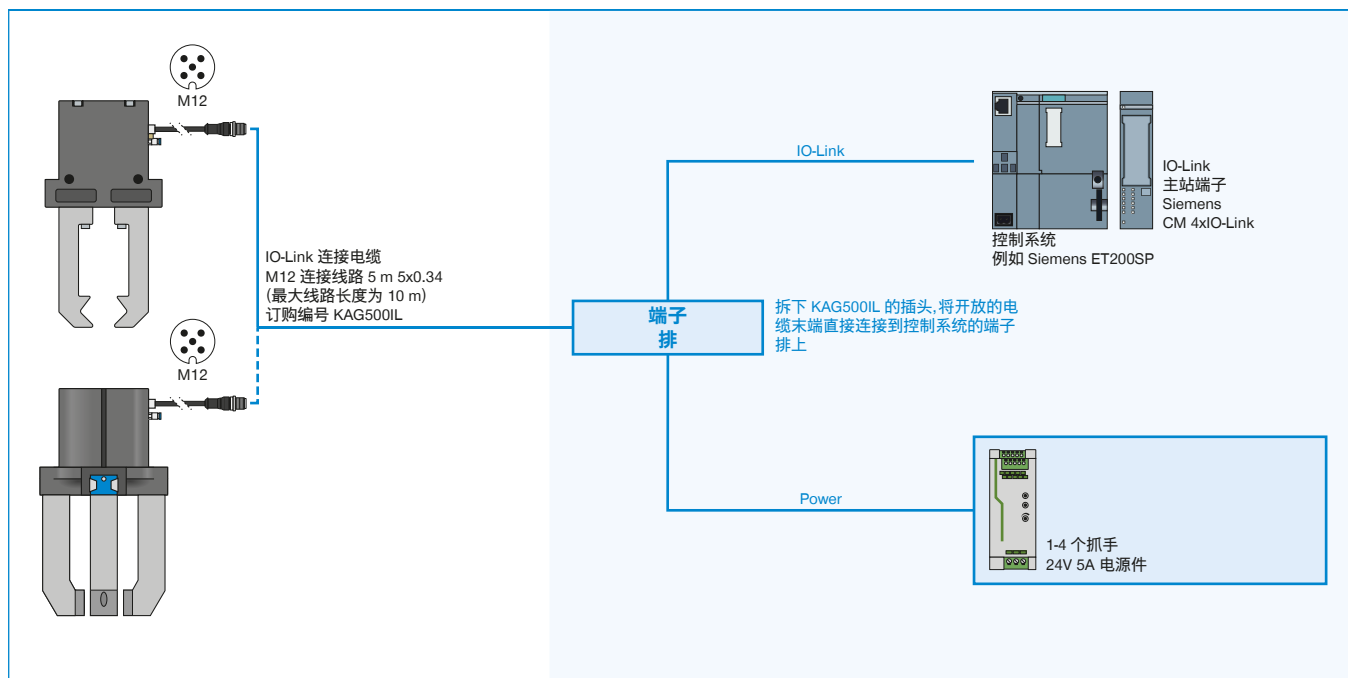 M12
IO-Link 连接电缆
M12 连接线路 5 m 5x0.34
(最大线路长度为 10 m)
订购编号 KAG500IL
M12
IO-Link
IO-Link
主站端子
Siemens
CM 4xIO-Link
控制系统
例如 Siemens ET200SP
端子
排
拆下 KAG500IL 的插头,将开放的电
缆末端直接连接到控制系统的端子
排上
Power
1-4 个抓手
24V 5A 电源件